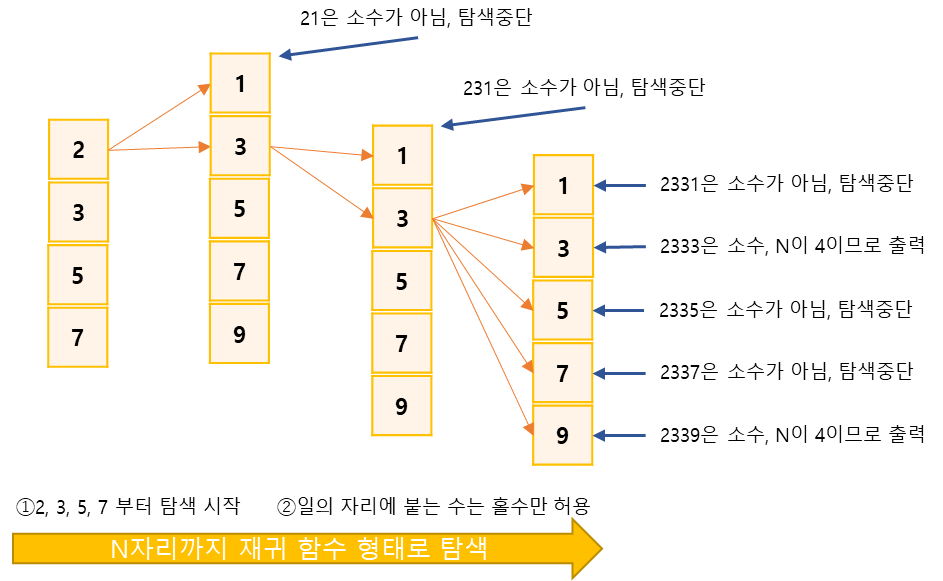 21은 소수가 아님, 탐색중단
231은 소수가 아님, 탐색중단
2
3
5
7
1
3
5
7
9
1
3
5
7
9
1
3
5
7
9
2331은 소수가 아님, 탐색중단
2333은 소수, N이 4이므로 출력
2335은 소수가 아님, 탐색중단
2337은 소수가 아님, 탐색중단
2339은 소수, N이 4이므로 출력
①2, 3, 5, 7 부터 탐색 시작
②일의 자리에 붙는 수는 홀수만 허용
N자리까지 재귀 함수 형태로 탐색